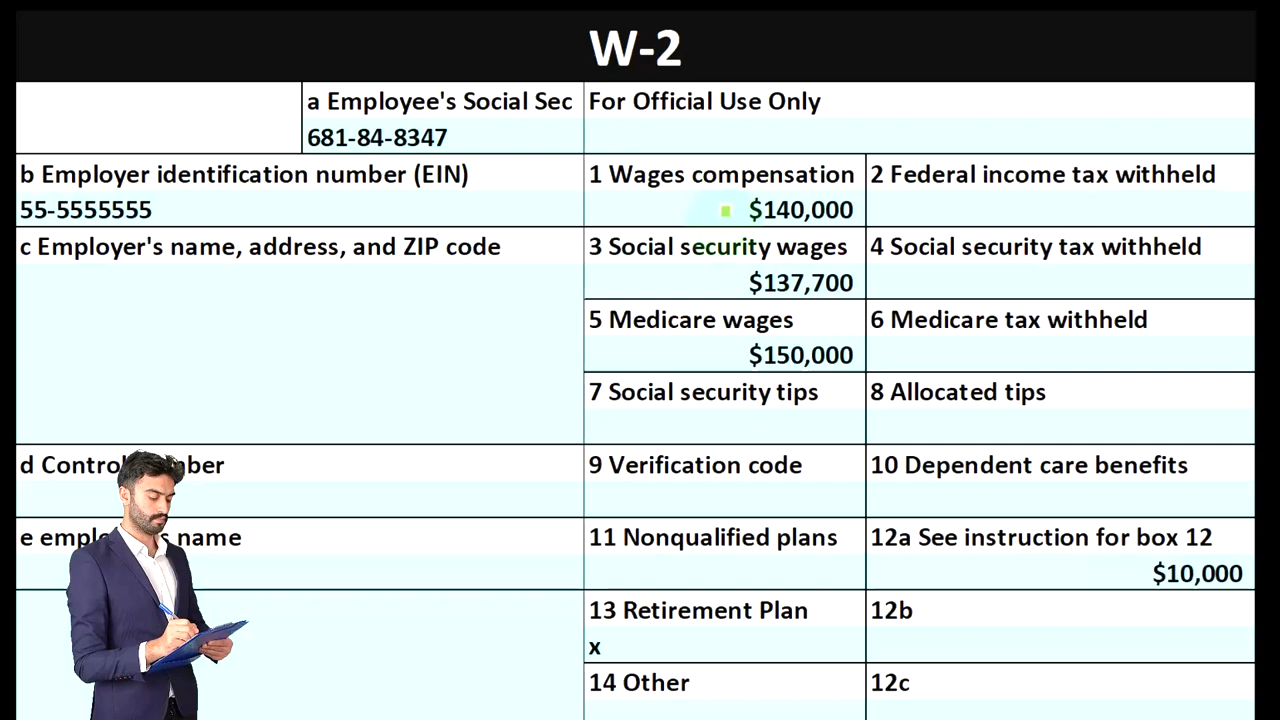 W-2
a Employee's Social Sec
For Official Use Only
681-84-8347
b Employer identification number (EIN)
1 Wages compensation
2 Federal income tax withheld
55-5555555
$140,000
c Employer's name, address, and ZIP code
3 Social security wages
4 Social security tax withheld
$137,700
5 Medicare wages
6 Medicare tax withheld
$150,000
7 Social security tips
8 Allocated tips
d Control number
9 Verification code
10 Dependent care benefits
e employee's name
11 Nonqualified plans
12a See instruction for box 12
$10,000
13 Retirement Plan
12b
x
14 Other
12c